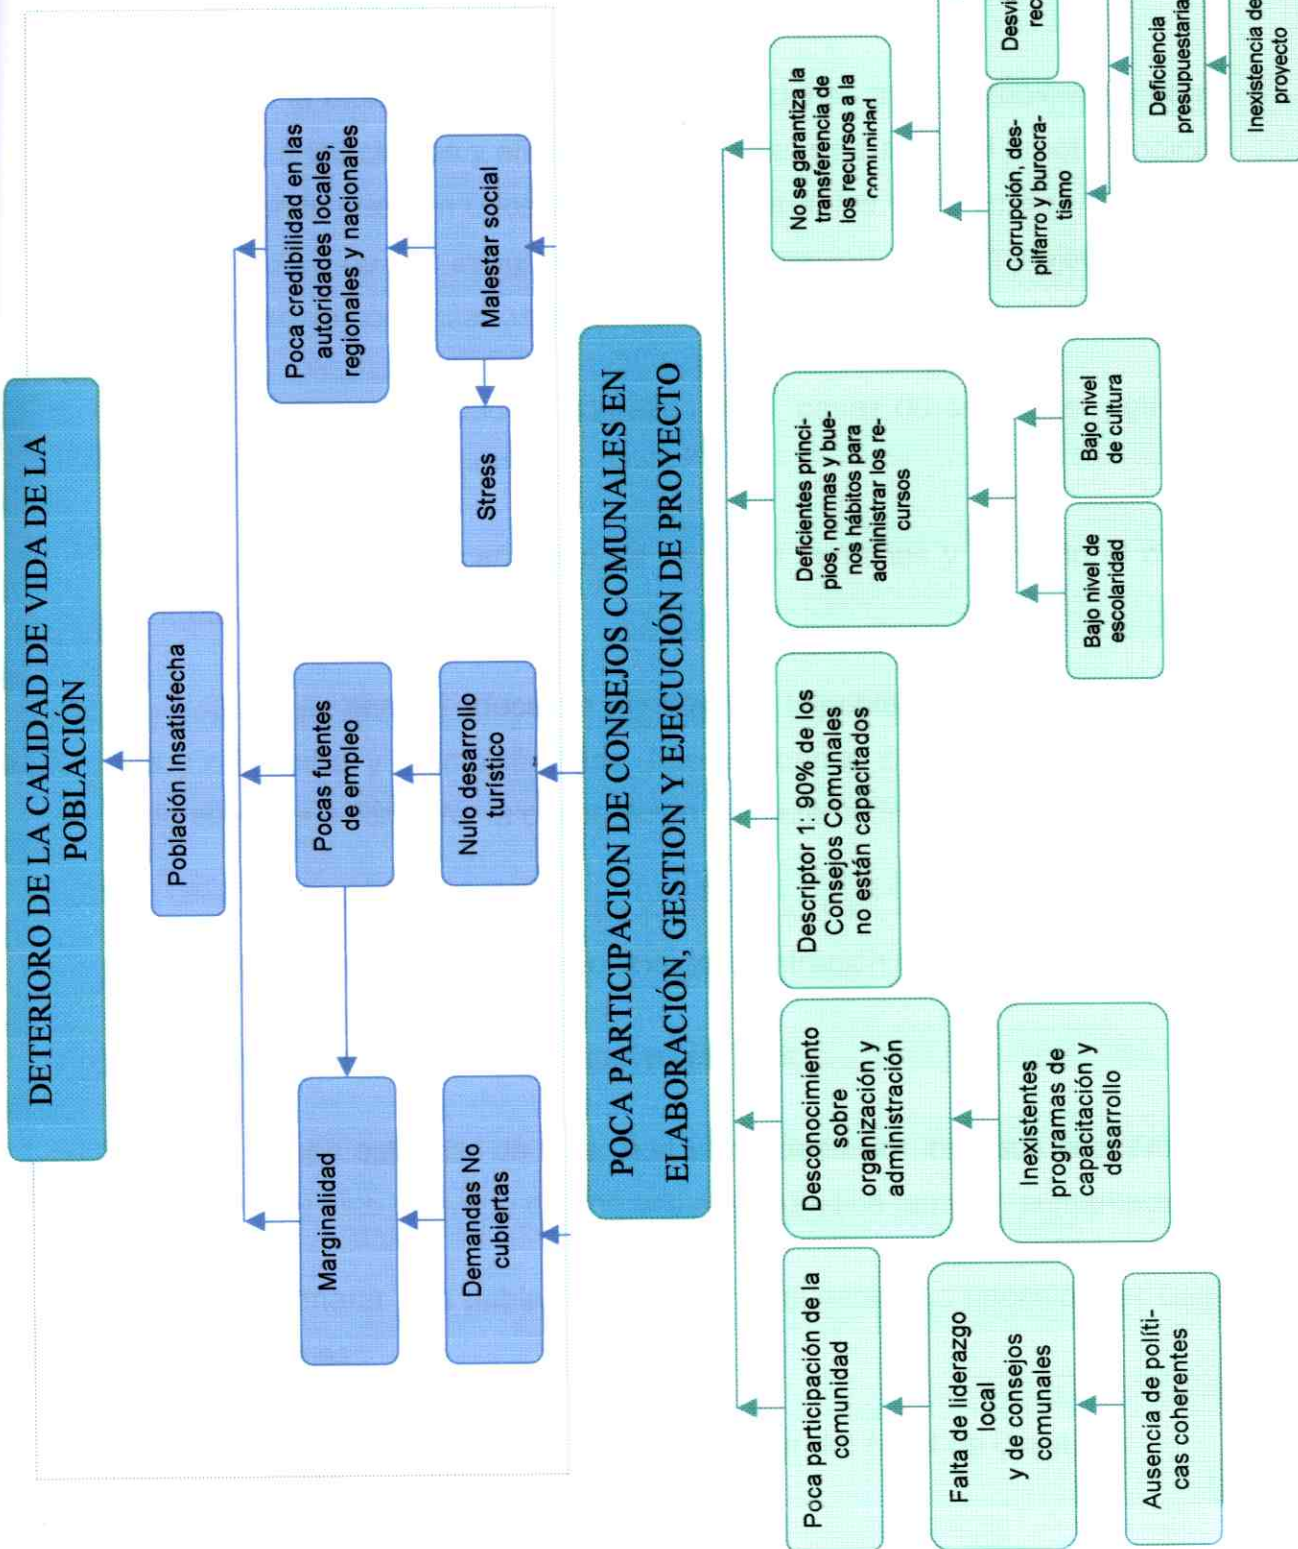 DETERIORO DE LA CALIDAD DE VIDA DE LA
POBLACIÓN
Población Insatisfecha
Marginalidad
Pocas fuentes
de empleo
Poca credibilidad en las
autoridades locales,
regionales y nacionales
Demandas No
cubiertas
Nulo desarrollo
turístico
Malestar social
Stress
POCA PARTICIPACION DE CONSEJOS COMUNALES EN
ELABORACIÓN, GESTION Y EJECUCIÓN DE PROYECTO
Poca participación de la
comunidad
Desconocimiento
sobre
organización y
administración
Descriptor 1: 90% de los
Consejos Comunales
no están capacitados
Deficientes princi-
pios, normas y bue-
nos hábitos para
administrar los re-
cursos
No se garantiza la
transferencia de
los recursos a la
comunidad
Falta de liderazgo
local
y de consejos
comunales
Inexistentes
programas de
capacitación y
desarrollo
Bajo nivel de
escolaridad
Bajo nivel
de cultura
Corrupción, des-
pilfarro y burocra-
tismo
Desvi
rec
Ausencia de políti-
cas coherentes
Deficiencia
presupuestaria
Inexistencia de
proyecto